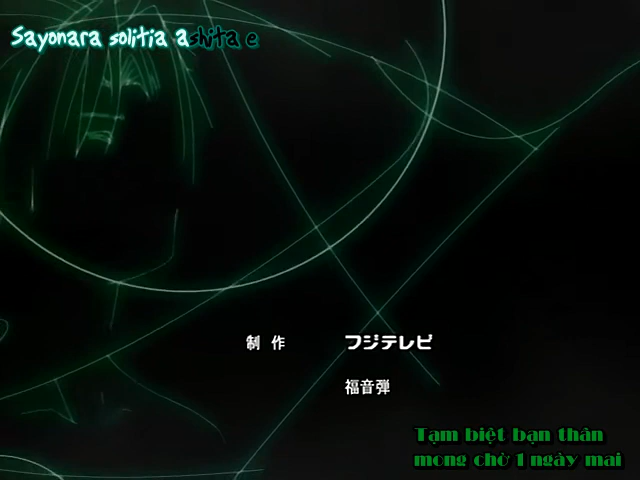 Sayonara solitia ashita e
制作 フジテレビ
福音弾
Tạm biệt bạn thân
mong chờ 1 ngày mai